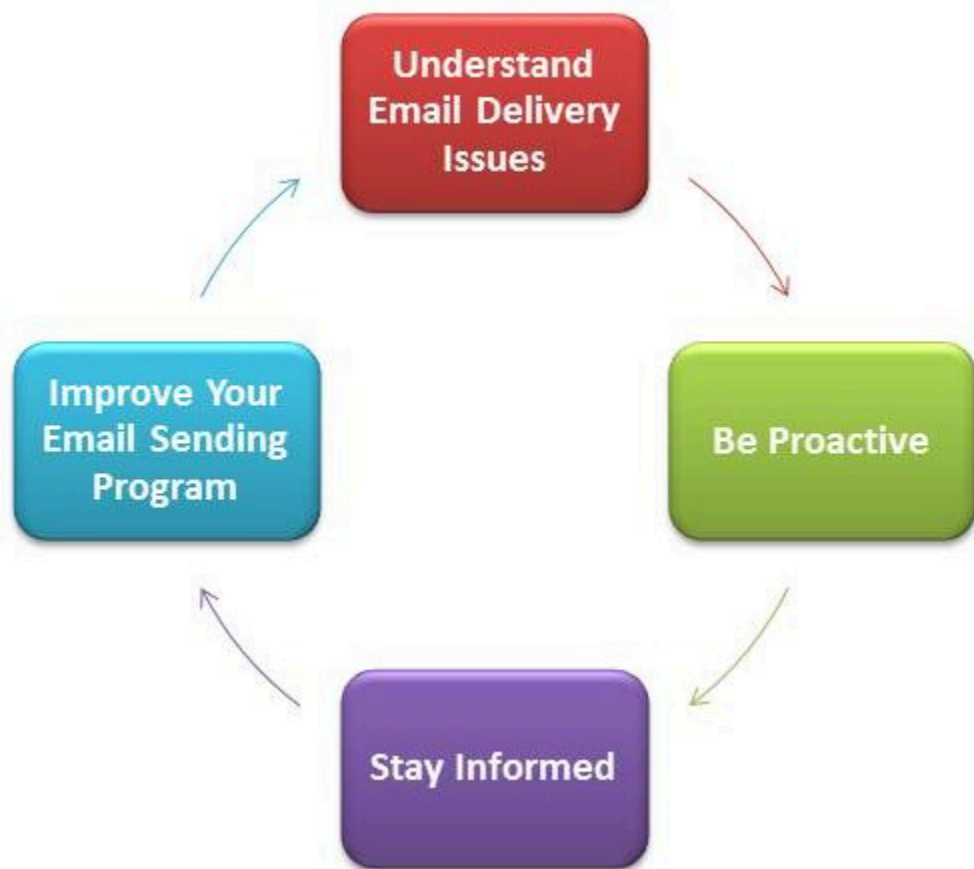 Understand
Email Delivery
Issues
Be Proactive
Stay Informed
Improve Your
Email Sending
Program